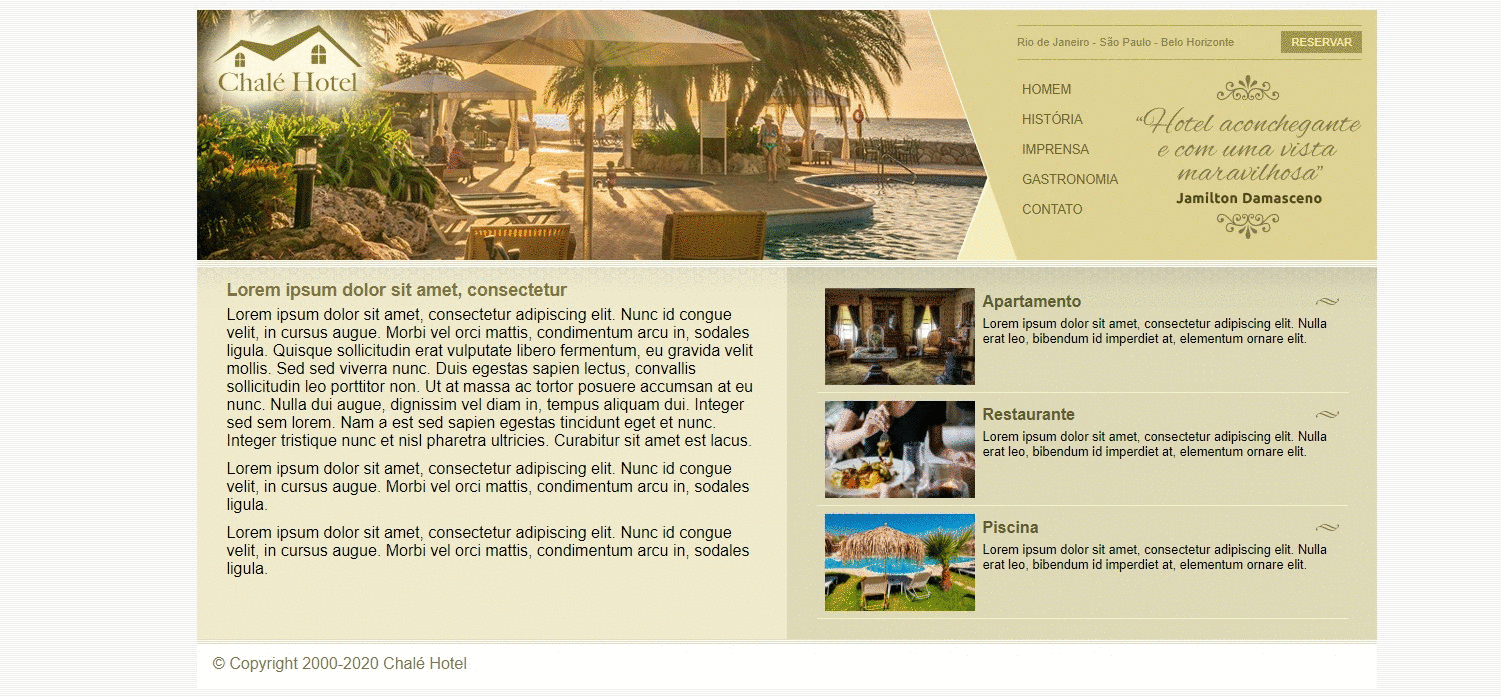 Chalé Hotel
Rio de Janeiro - São Paulo - Belo Horizonte
RESERVAR
HOMEM
HISTÓRIA
IMPRENSA
GASTRONOMIA
CONTATO
“Hotel aconchegante
e com uma vista
maravilhosa”
Jamilton Damasceno
Lorem ipsum dolor sit amet, consectetur
Lorem ipsum dolor sit amet, consectetur adipiscing elit. Nunc id congue
velit, in cursus augue. Morbi vel orci mattis, condimentum arcu in, sodales
ligula. Quisque sollicitudin erat vulputate libero fermentum, eu gravida velit
mollis. Sed sed viverra nunc. Duis egestas sapien lectus, convallis
sollicitudin leo porttitor non. Ut at massa ac tortor posuere accumsan at eu
nunc. Nulla dui augue, dignissim vel diam in, tempus aliquam dui. Integer
sed sem lorem. Nam a est sed sapien egestas tincidunt eget et nunc.
Integer tristique nunc et nisl pharetra ultricies. Curabitur sit amet est lacus.
Lorem ipsum dolor sit amet, consectetur adipiscing elit. Nunc id congue
velit, in cursus augue. Morbi vel orci mattis, condimentum arcu in, sodales
ligula.
Lorem ipsum dolor sit amet, consectetur adipiscing elit. Nunc id congue
velit, in cursus augue. Morbi vel orci mattis, condimentum arcu in, sodales
ligula.
Apartamento
Lorem ipsum dolor sit amet, consectetur adipiscing elit. Nulla
erat leo, bibendum id imperdiet at, elementum ornare elit.
Restaurante
Lorem ipsum dolor sit amet, consectetur adipiscing elit. Nulla
erat leo, bibendum id imperdiet at, elementum ornare elit.
Piscina
Lorem ipsum dolor sit amet, consectetur adipiscing elit. Nulla
erat leo, bibendum id imperdiet at, elementum ornare elit.
© Copyright 2000-2020 Chalé Hotel